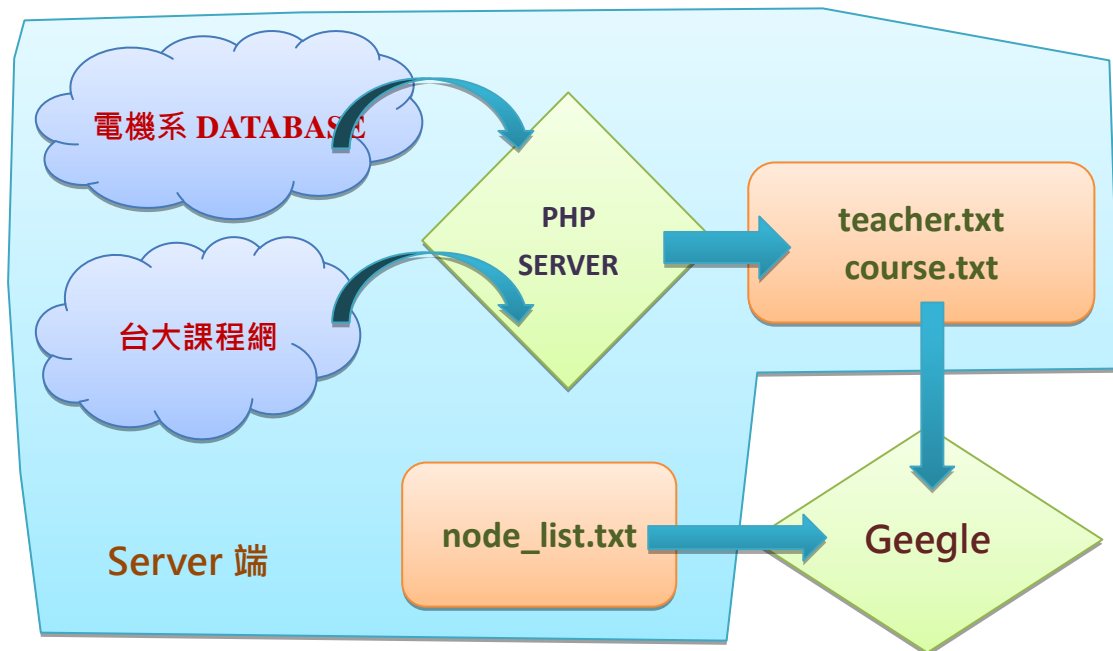 電機系 DATABASE
PHP
SERVER
teacher.txt
course.txt
台大課程網
node_list.txt
Geegle
Server 端